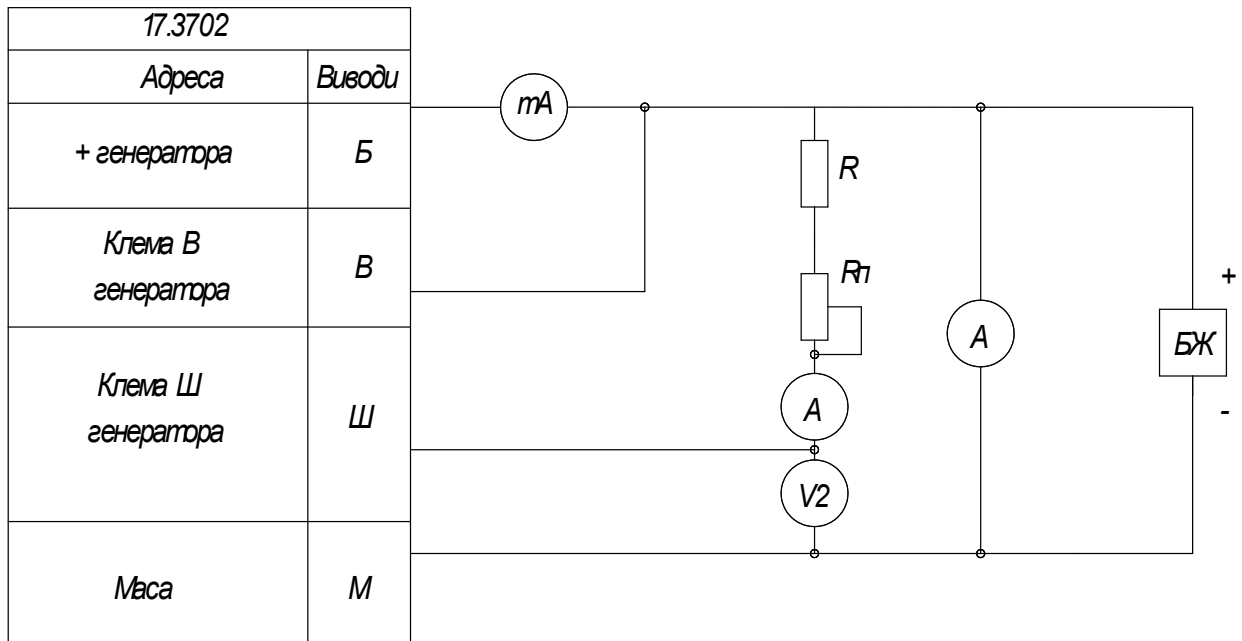 17.3702
Адреса Виводи
+ генератора Б
Клема В
генератора
В
Клема Ш
генератора
Ш
Маса М
mA
R
Rп
A
V2
A
+
БЖ
-